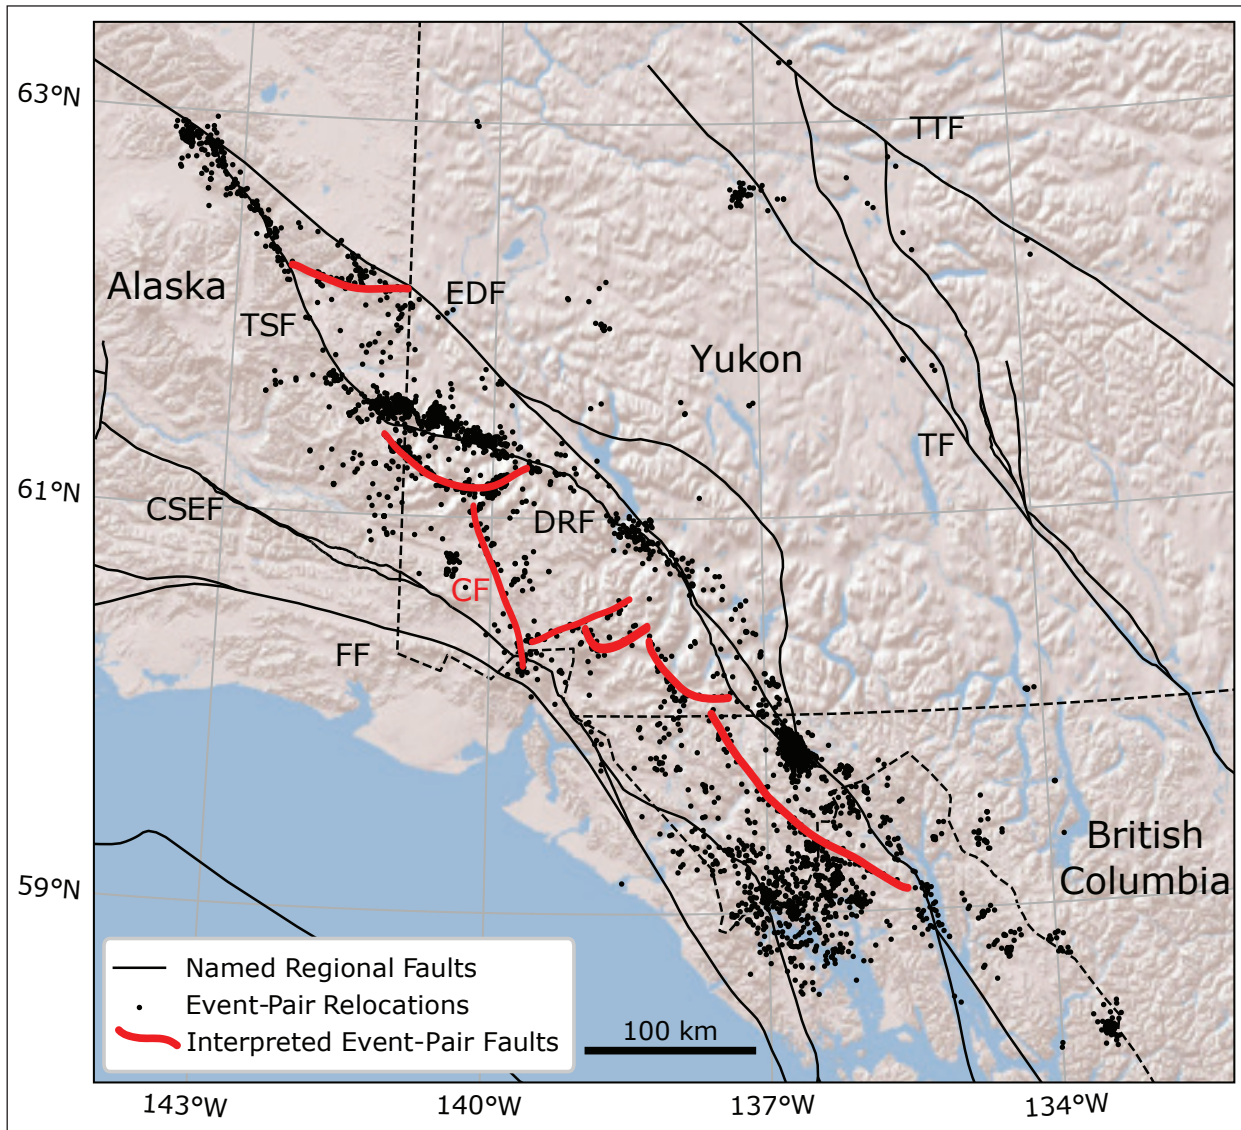 63°N
TTF
Alaska
EDF
TSF
Yukon
TF
61°N
CSEF
DRF
CF
FF
British
Columbia
59°N
Named Regional Faults
Event-Pair Relocations
Interpreted Event-Pair Faults
100 km
143°W
140°W
137°W
134°W